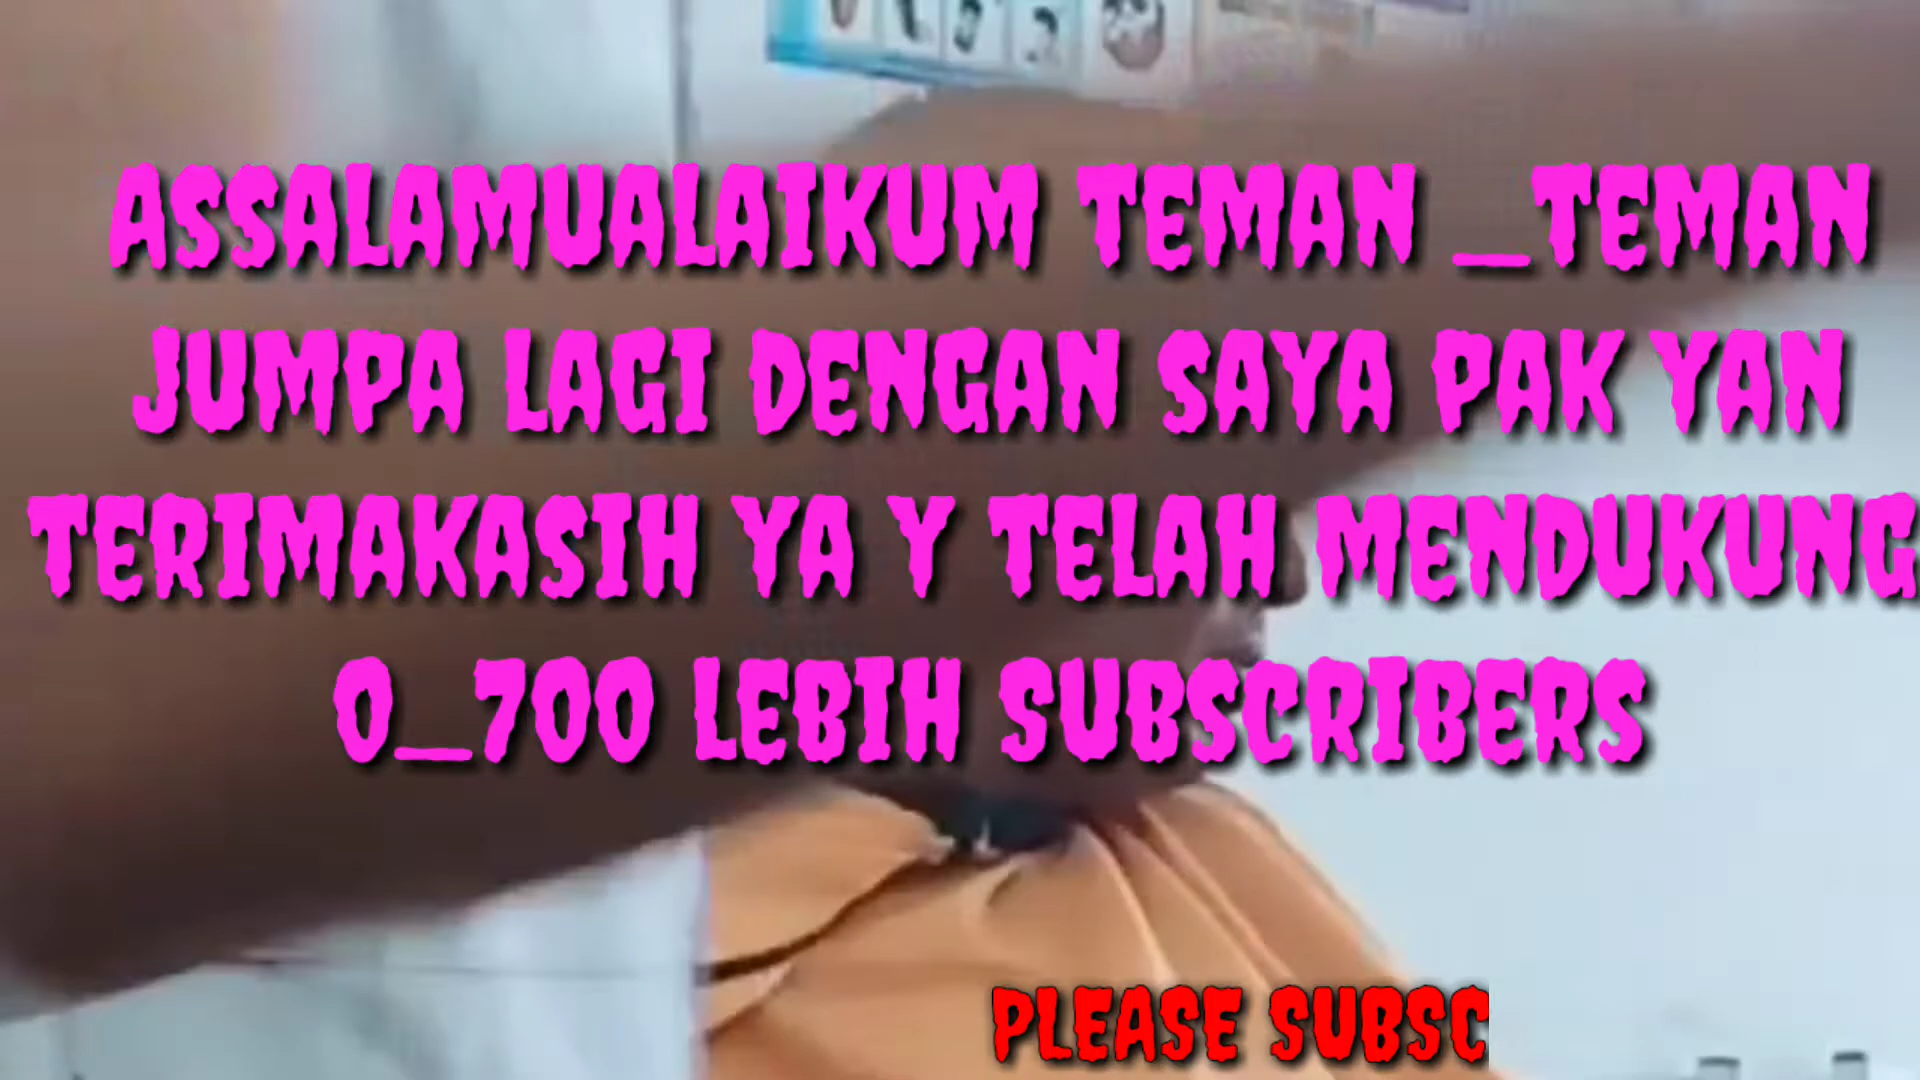 ASSALAMUALAIKUM TEMAN _TEMAN
JUMPA LAGI DENGAN SAYA PAK YAN
TERIMAKASIH YA Y TELAH MENDUKUNG
0_700 LEBIH SUBSCRIBERS
PLEASE SUBSC